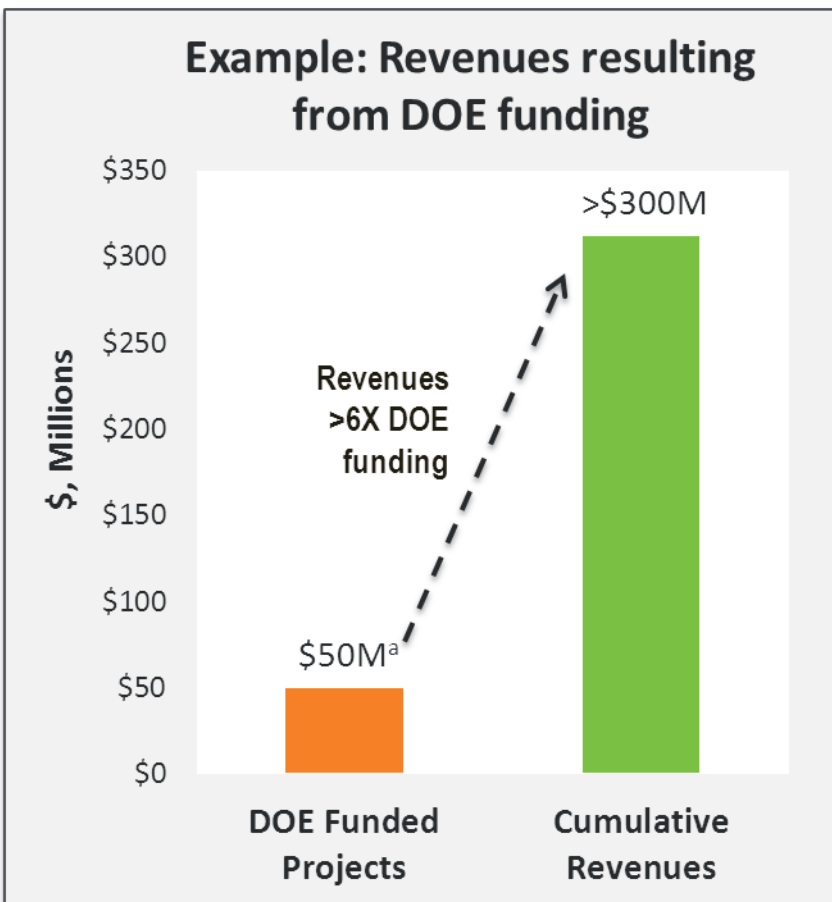 Example: Revenues resulting
from DOE funding
$350
$300
$250
$200
$150
$100
$50
$0
$, Millions
>$300M
Revenues
>6X DOE
funding
$50Mᵃ
DOE Funded
Projects
Cumulative
Revenues